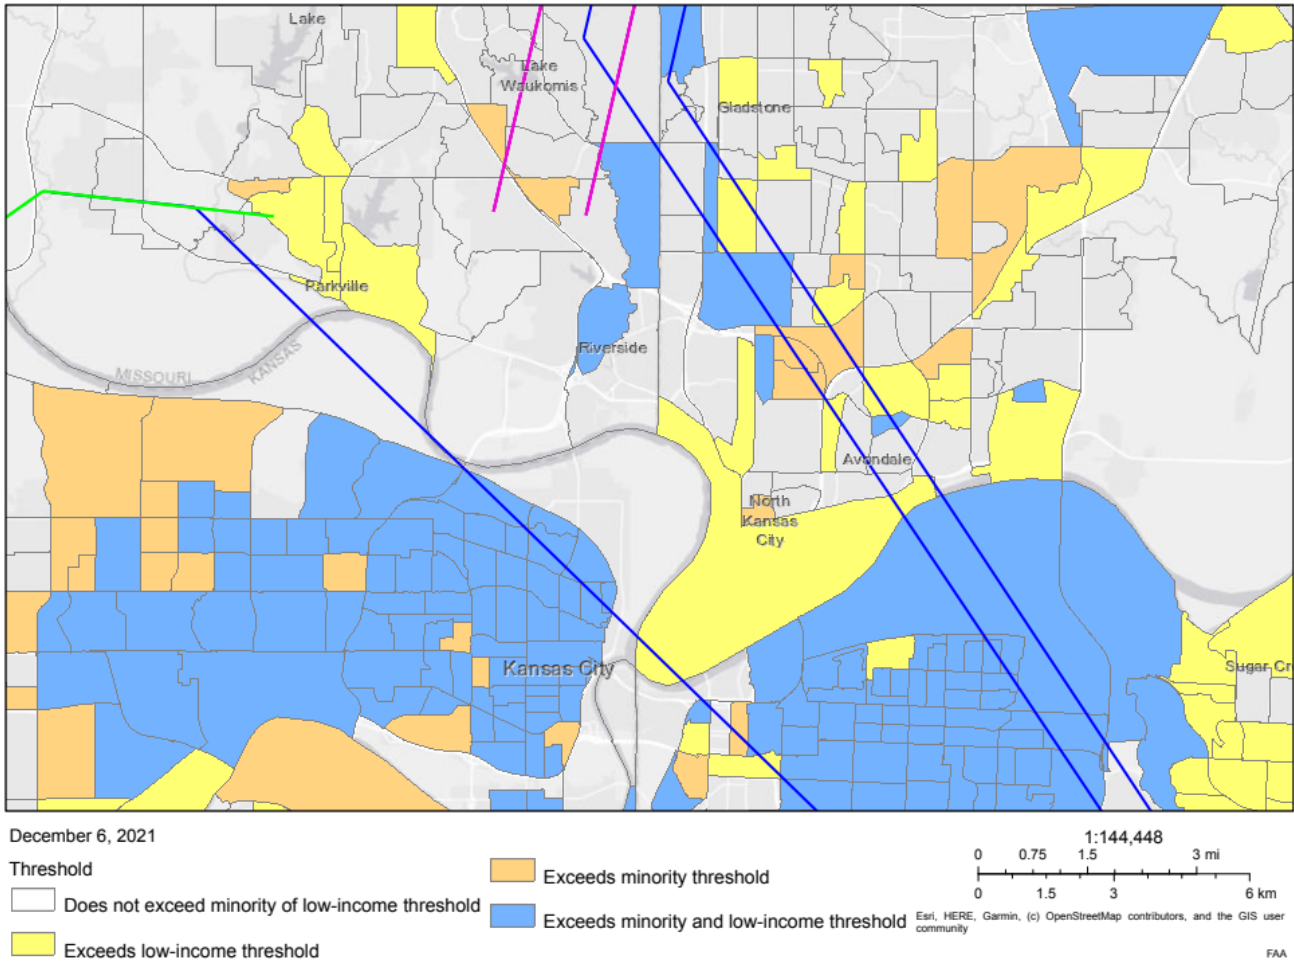 Lake
Lake
Waukomis
Gladstone
Parkville
Riverside
MISSOURI
KANSAS
Avondale
North
Kansas
City
Kansas City
Sugar Cr
December 6, 2021
Threshold
Does not exceed minority of low-income threshold
Exceeds low-income threshold
Exceeds minority threshold
Exceeds minority and low-income threshold
1:144,448
0 0.75 1.5 3 mi
0 1.5 3 6 km
Esri, HERE, Garmin, (c) OpenStreetMap contributors, and the GIS user
community
FAA